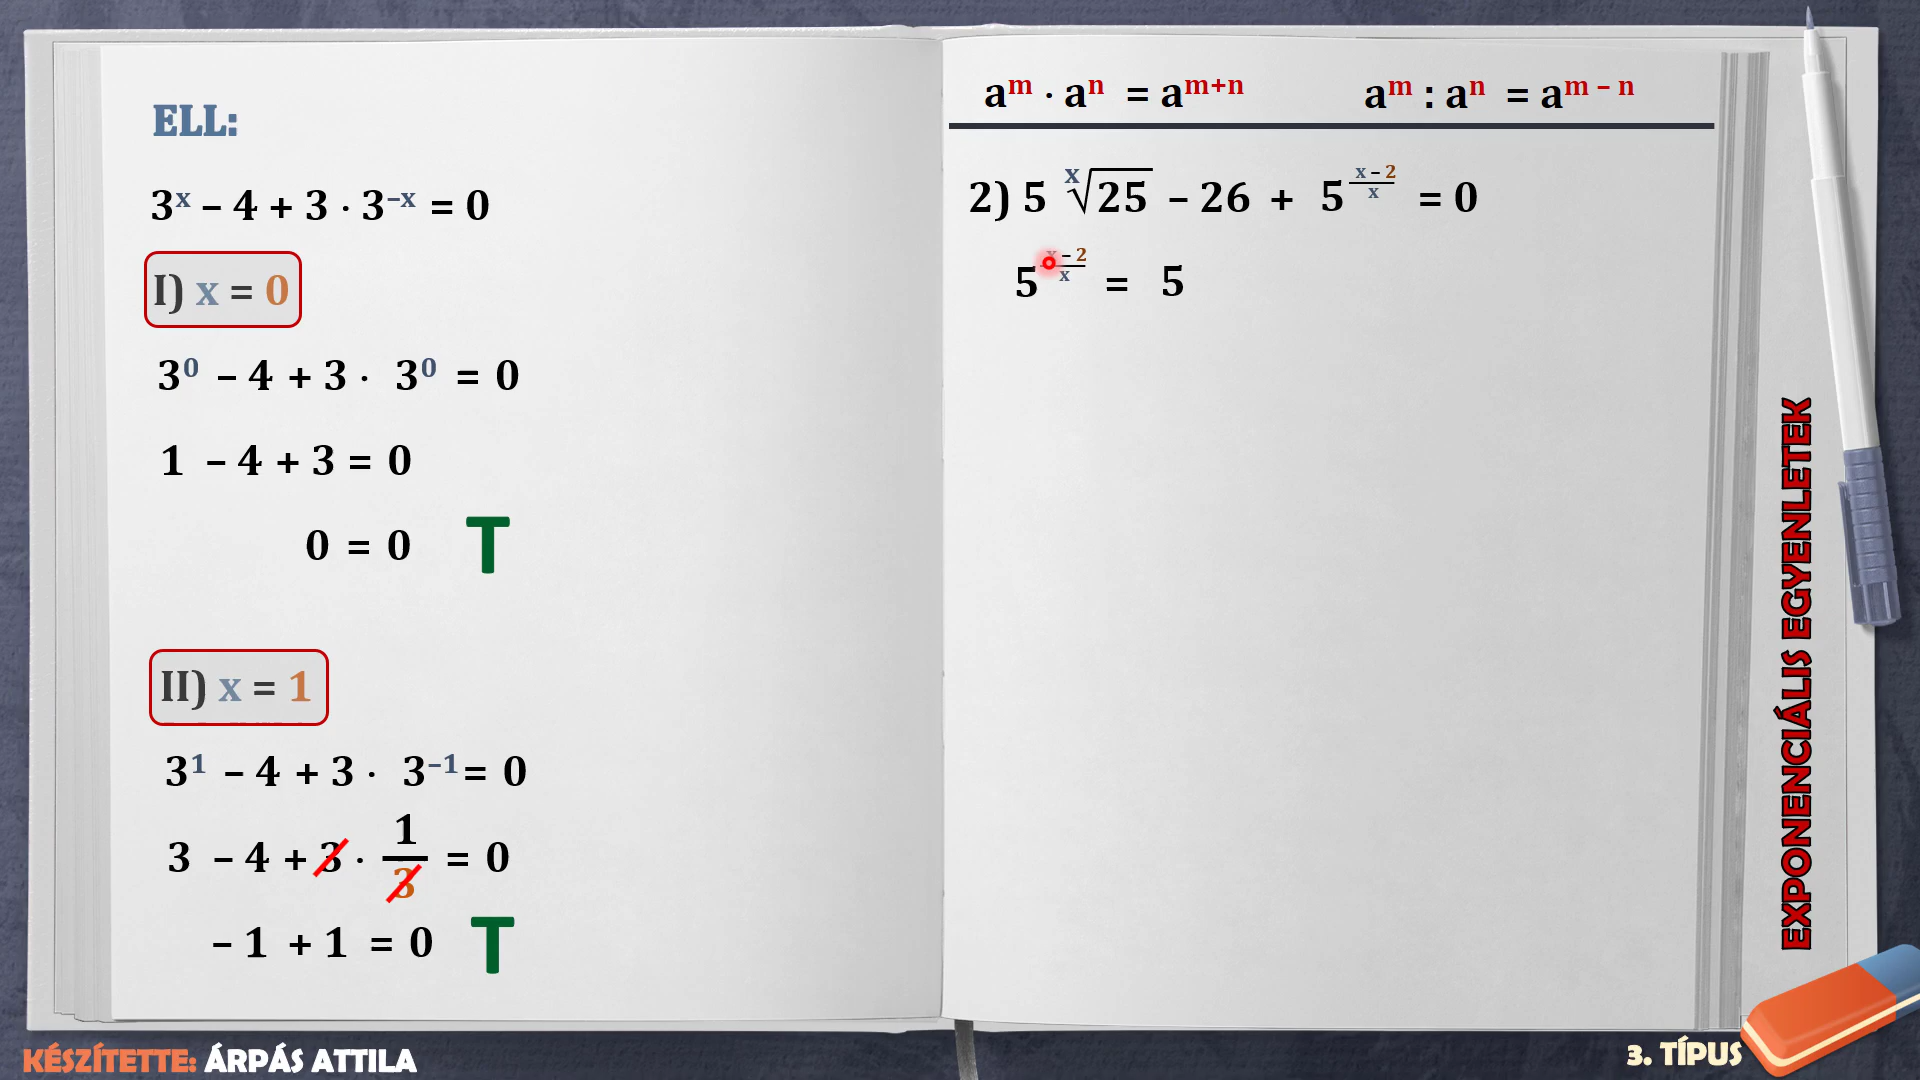 ELL:
3ˣ – 4 + 3 · 3⁻ˣ = 0
I) x = 0
3⁰ – 4 + 3 · 3⁰ = 0
1 – 4 + 3 = 0
0 = 0 T
II) x = 1
3¹ – 4 + 3 · 3⁻¹ = 0
3 – 4 + 3 · 1/3 = 0
– 1 + 1 = 0 T
aᵐ · aⁿ = aᵐ⁺ⁿ aᵐ : aⁿ = aᵐ ⁻ ⁿ
2) 5 ˣ√25 – 26 + 5^((x – 2)/x) = 0
5^((x – 2)/x) = 5
EXPONENCIÁLIS EGYENLETEK
KÉSZÍTETTE: ÁRPÁS ATTILA
3. TÍPUS